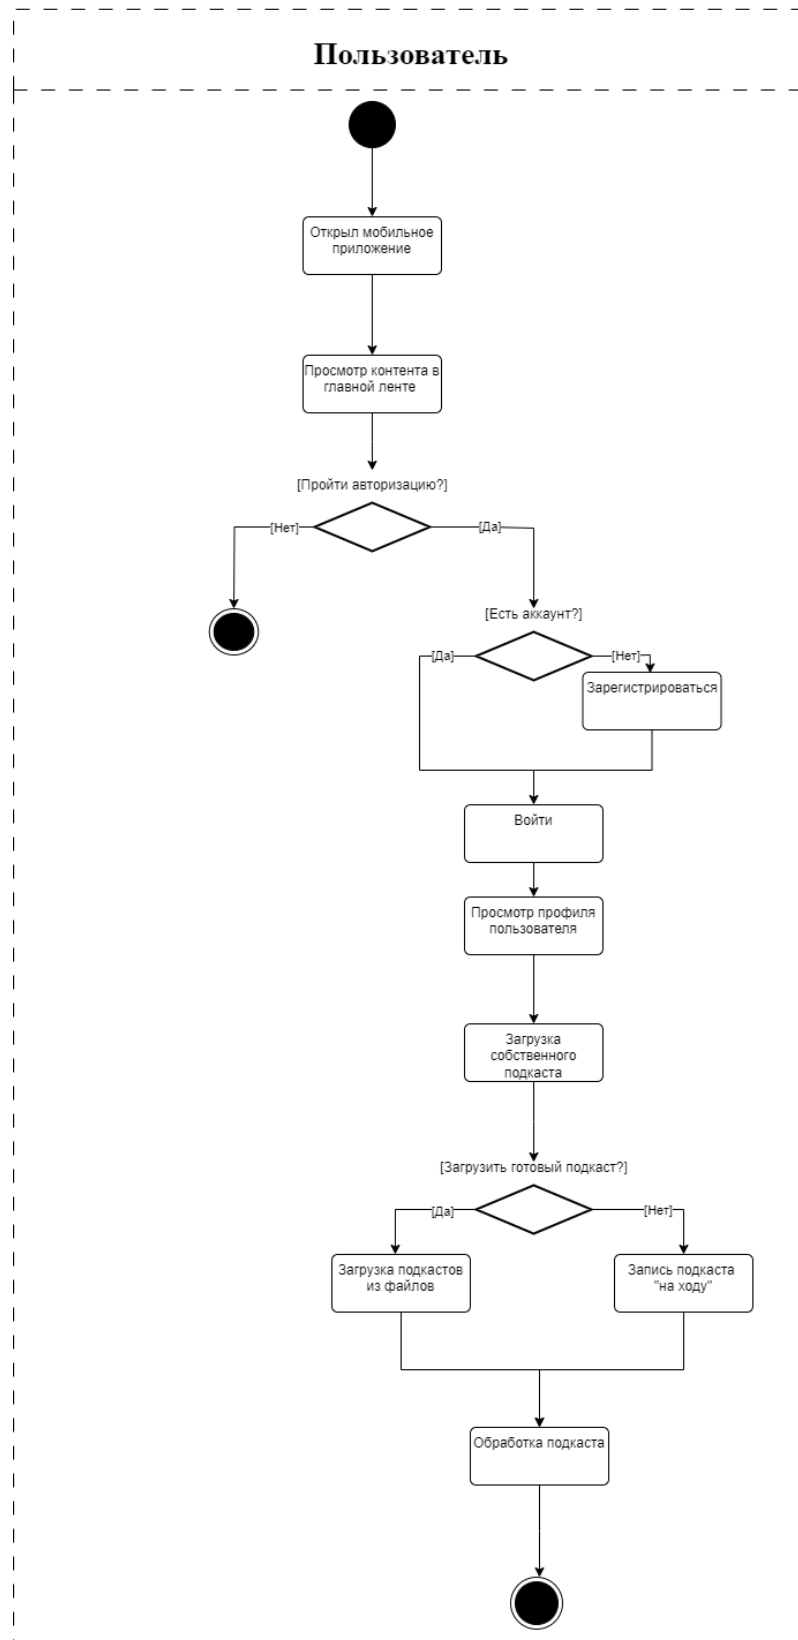 Пользователь
Открыл мобильное
приложение
Просмотр контента в
главной ленте
[Пройти авторизацию?]
[Нет]
[Да]
[Есть аккаунт?]
[Да]
[Нет]
Зарегистрироваться
Войти
Просмотр профиля
пользователя
Загрузка
собственного
подкаста
[Загрузить готовый подкаст?]
[Да]
[Нет]
Загрузка подкастов
из файлов
Запись подкаста
"на ходу"
Обработка подкаста